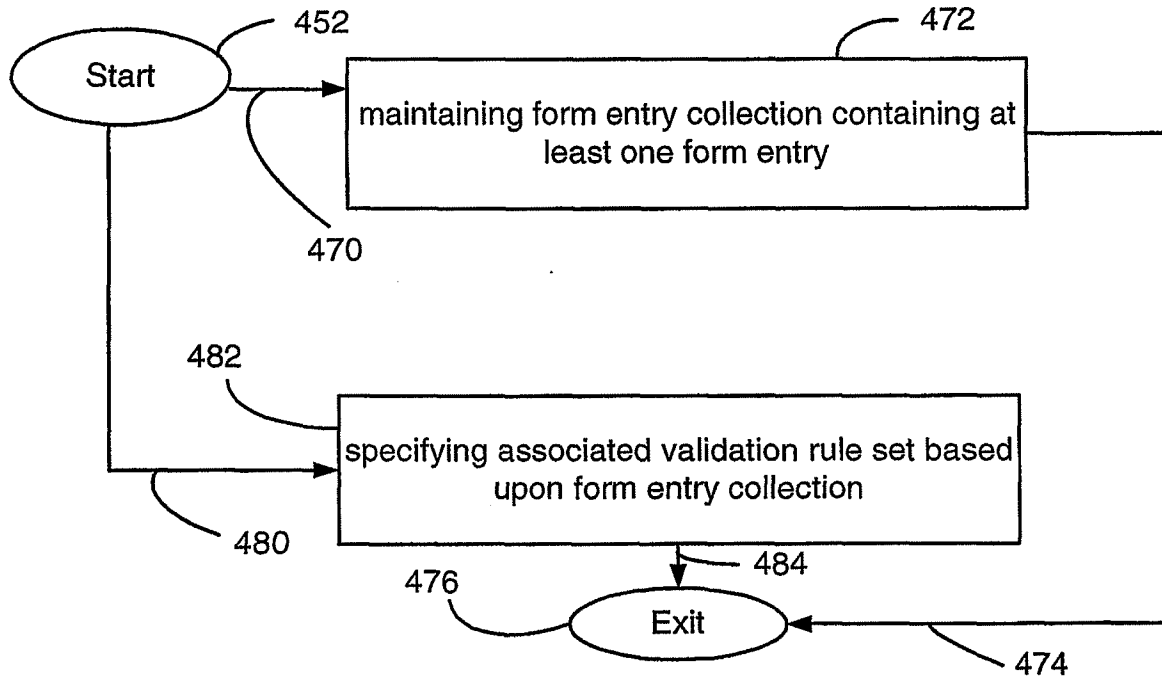 452
472
Start
maintaining form entry collection containing at
least one form entry
470
482
specifying associated validation rule set based
upon form entry collection
480
484
476
Exit
474